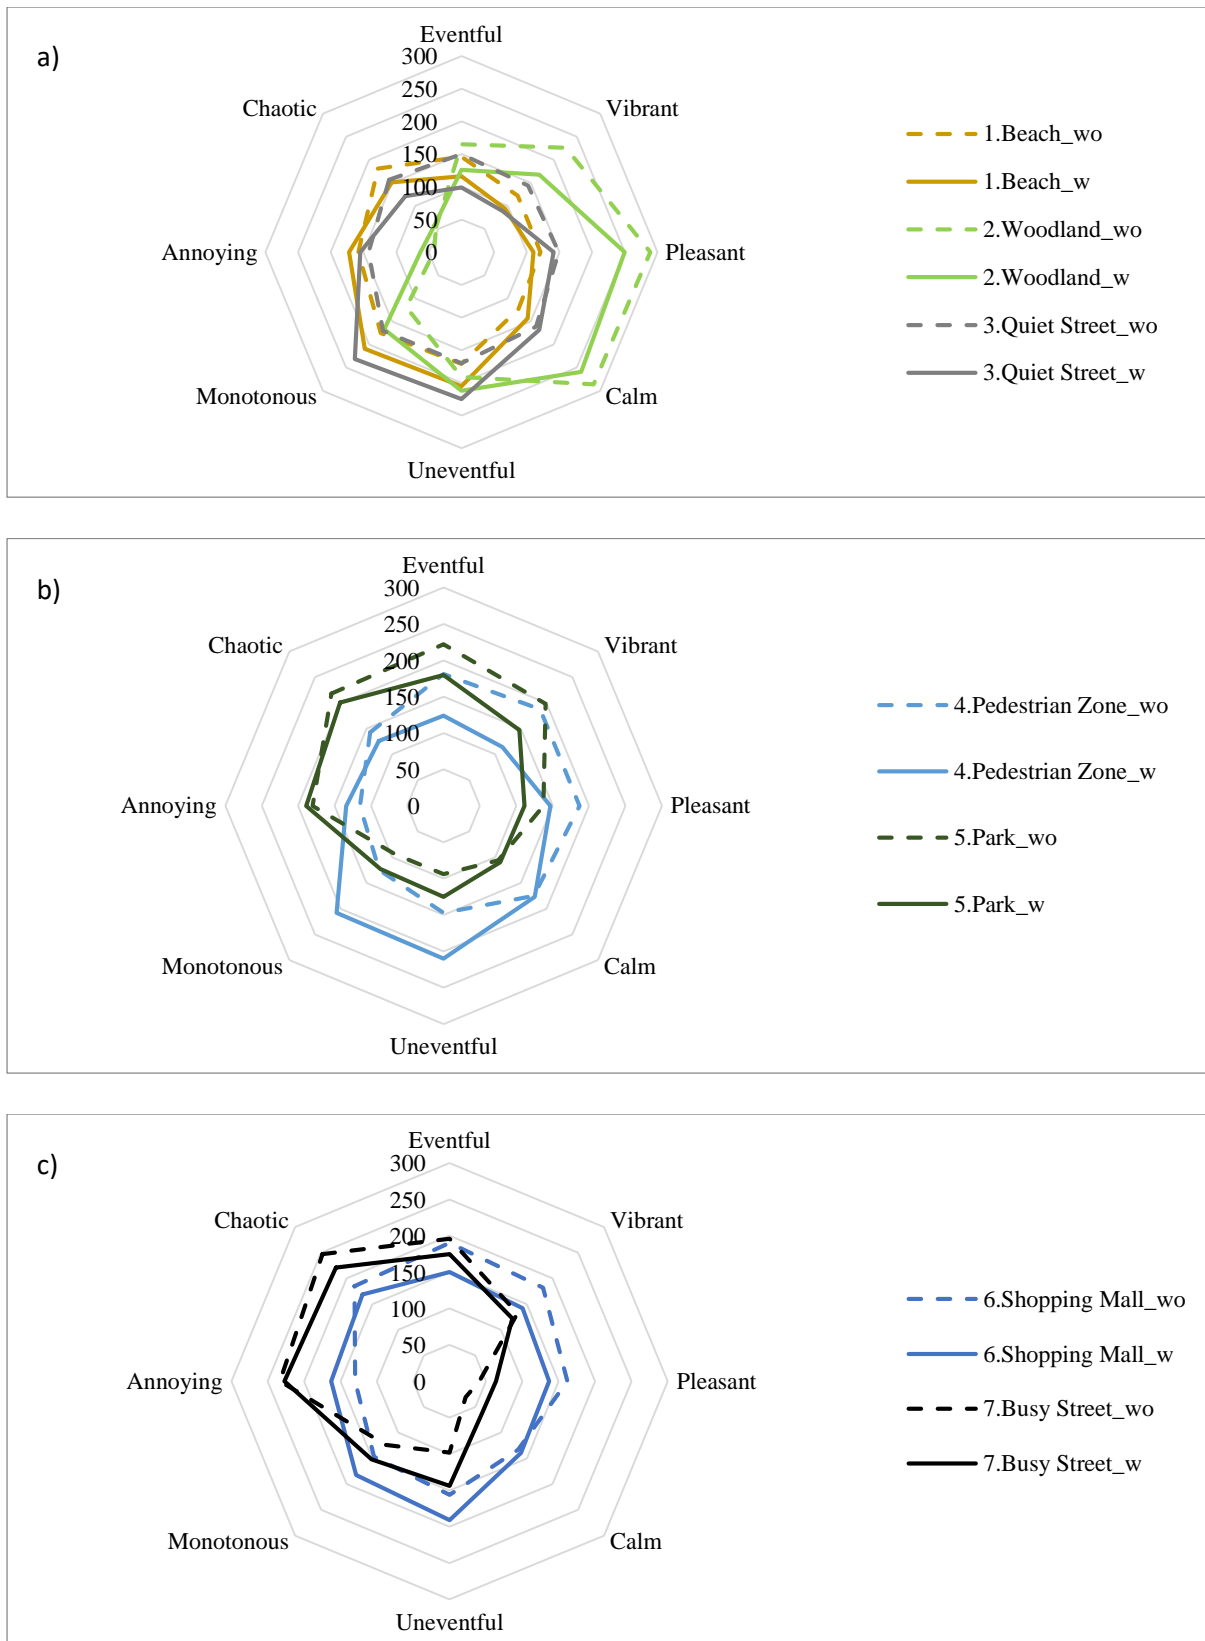 a)
Eventful
300
250
200
150
100
50
0
Vibrant
Pleasant
Calm
Uneventful
Monotonous
Annoying
Chaotic
1.Beach_wo
1.Beach_w
2.Woodland_wo
2.Woodland_w
3.Quiet Street_wo
3.Quiet Street_w
b)
Eventful
300
250
200
150
100
50
0
Vibrant
Pleasant
Calm
Uneventful
Monotonous
Annoying
Chaotic
4.Pedestrian Zone_wo
4.Pedestrian Zone_w
5.Park_wo
5.Park_w
c)
Eventful
300
250
200
150
100
50
0
Vibrant
Pleasant
Calm
Uneventful
Monotonous
Annoying
Chaotic
6.Shopping Mall_wo
6.Shopping Mall_w
7.Busy Street_wo
7.Busy Street_w